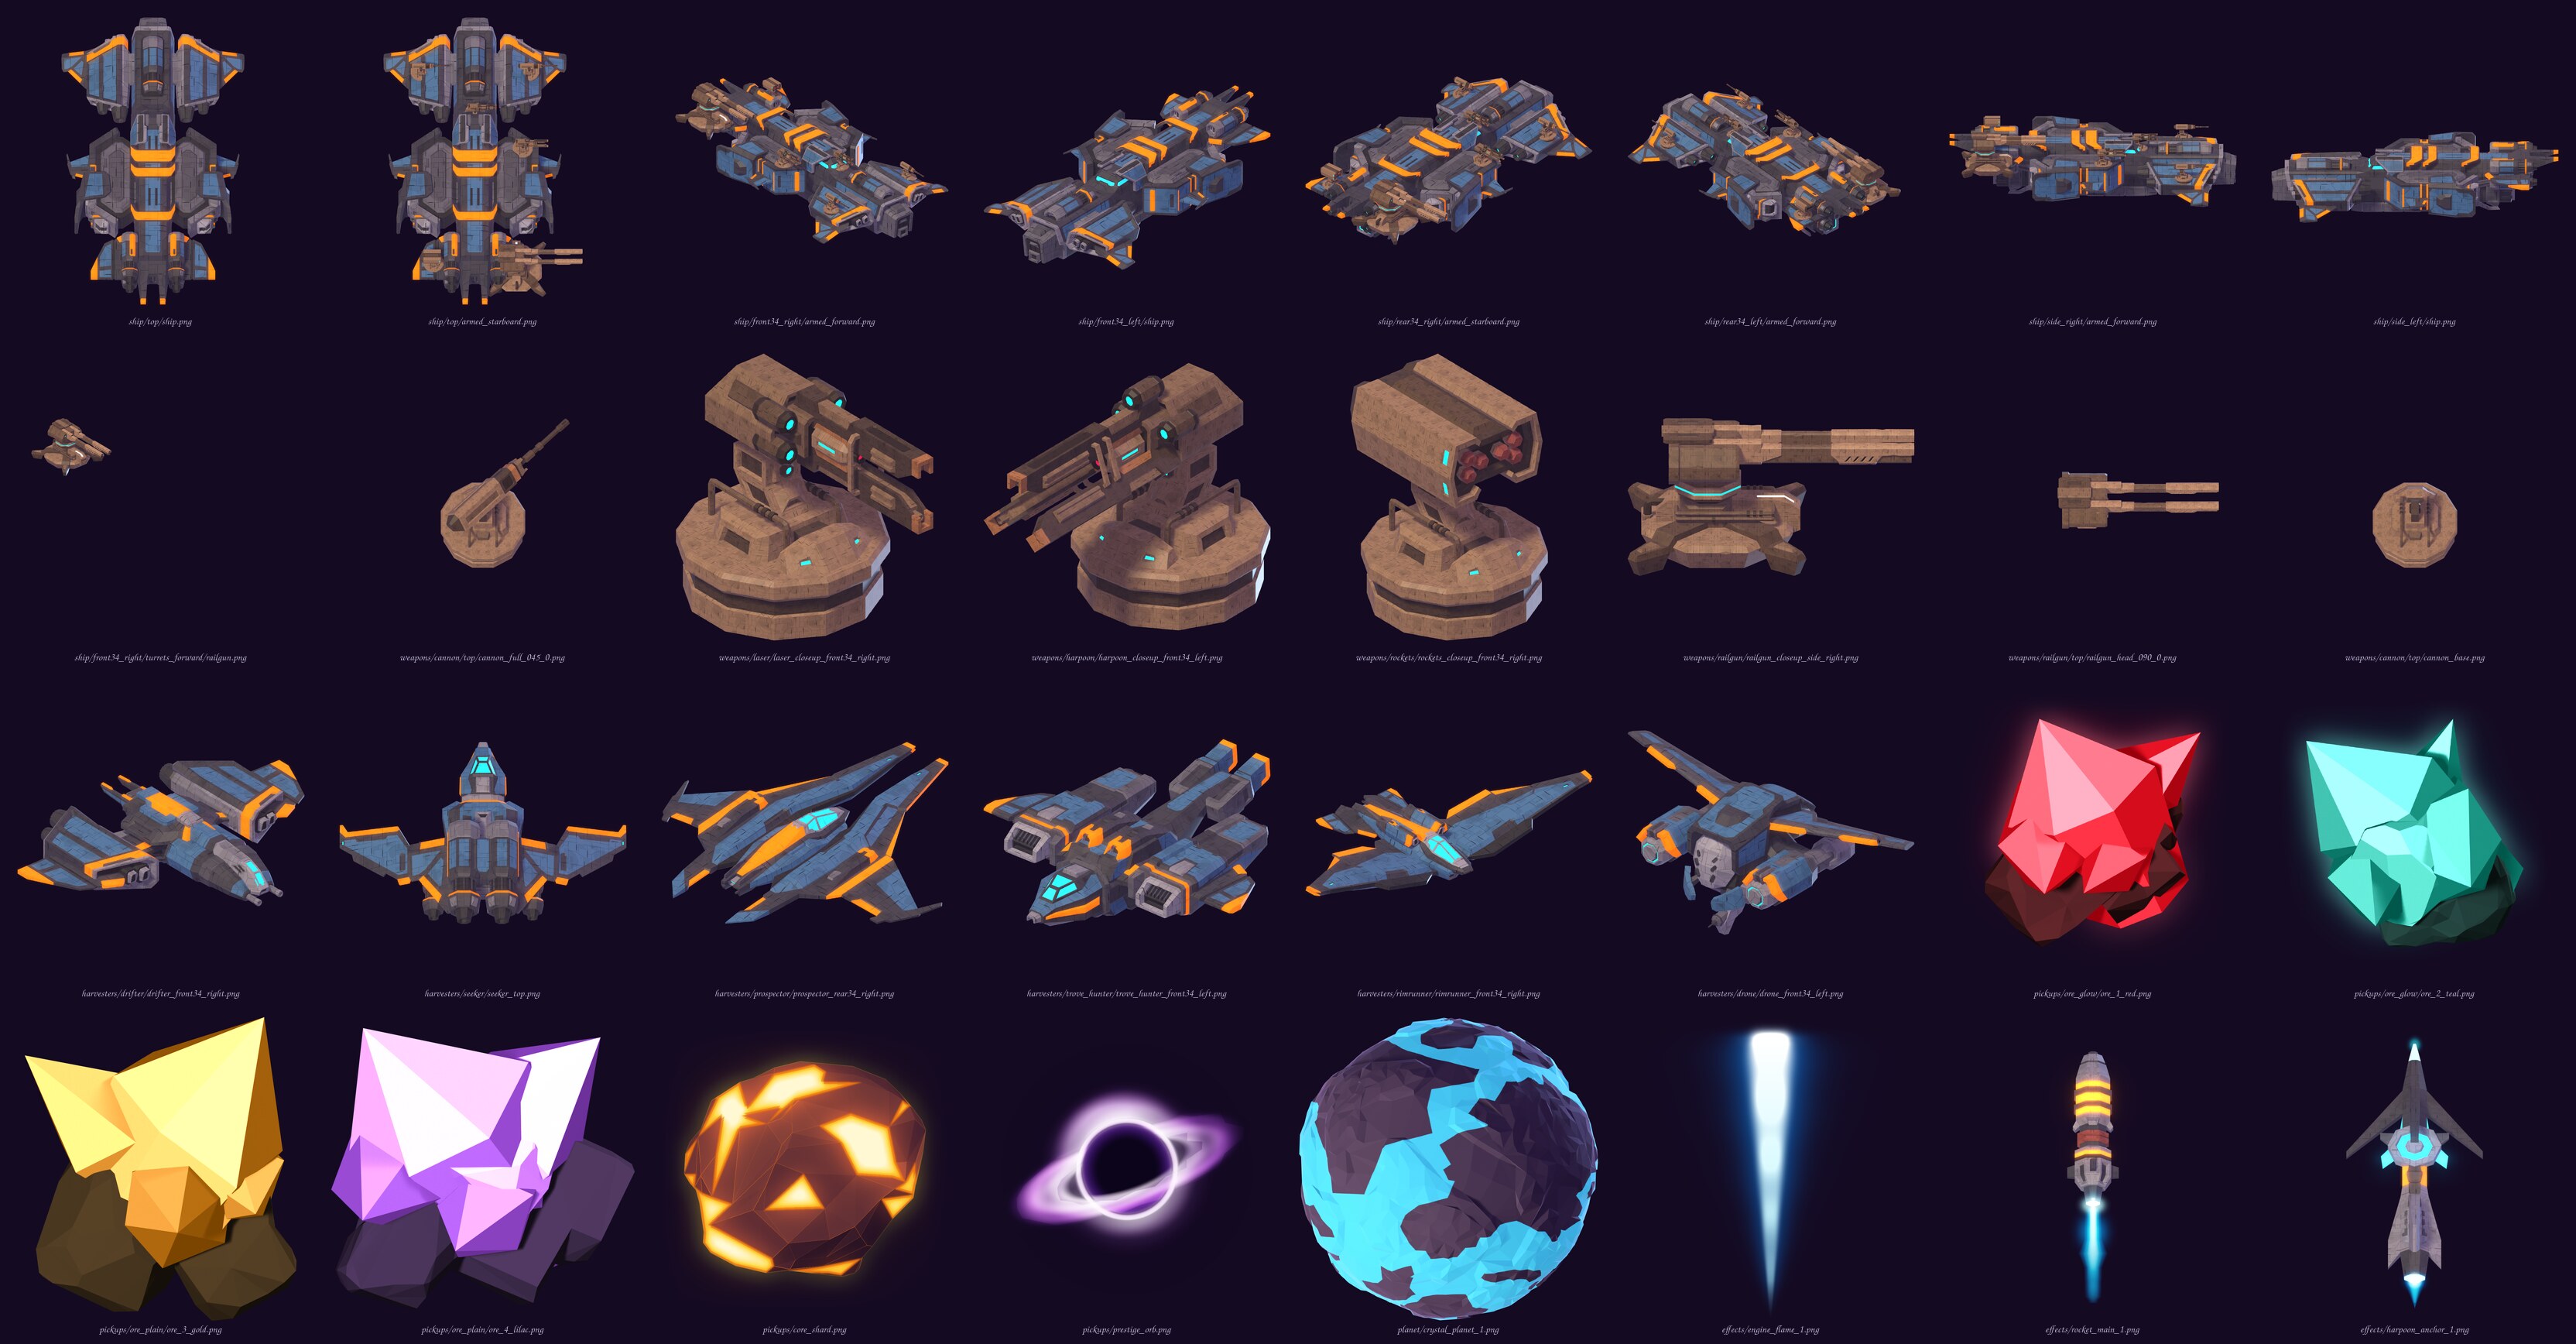 ship/top/ship.png
ship/top/armed_starboard.png
ship/front34_right/armed_forward.png
ship/front34_left/ship.png
ship/rear34_right/armed_starboard.png
ship/rear34_left/armed_forward.png
ship/side_right/armed_forward.png
ship/side_left/ship.png
ship/front34_right/turrets_forward/railgun.png
weapons/cannon/top/cannon_full_045_0.png
weapons/laser/laser_closeup_front34_right.png
weapons/harpoon/harpoon_closeup_front34_left.png
weapons/rockets/rockets_closeup_front34_right.png
weapons/railgun/railgun_closeup_side_right.png
weapons/railgun/top/railgun_head_090_0.png
weapons/cannon/top/cannon_base.png
harvesters/drifter/drifter_front34_right.png
harvesters/seeker/seeker_top.png
harvesters/prospector/prospector_rear34_right.png
harvesters/trove_hunter/trove_hunter_front34_left.png
harvesters/rimrunner/rimrunner_front34_right.png
harvesters/drone/drone_front34_left.png
pickups/ore_glow/ore_1_red.png
pickups/ore_glow/ore_2_teal.png
pickups/ore_plain/ore_3_gold.png
pickups/ore_plain/ore_4_lilac.png
pickups/core_shard.png
pickups/prestige_orb.png
planet/crystal_planet_1.png
effects/engine_flame_1.png
effects/rocket_main_1.png
effects/harpoon_anchor_1.png